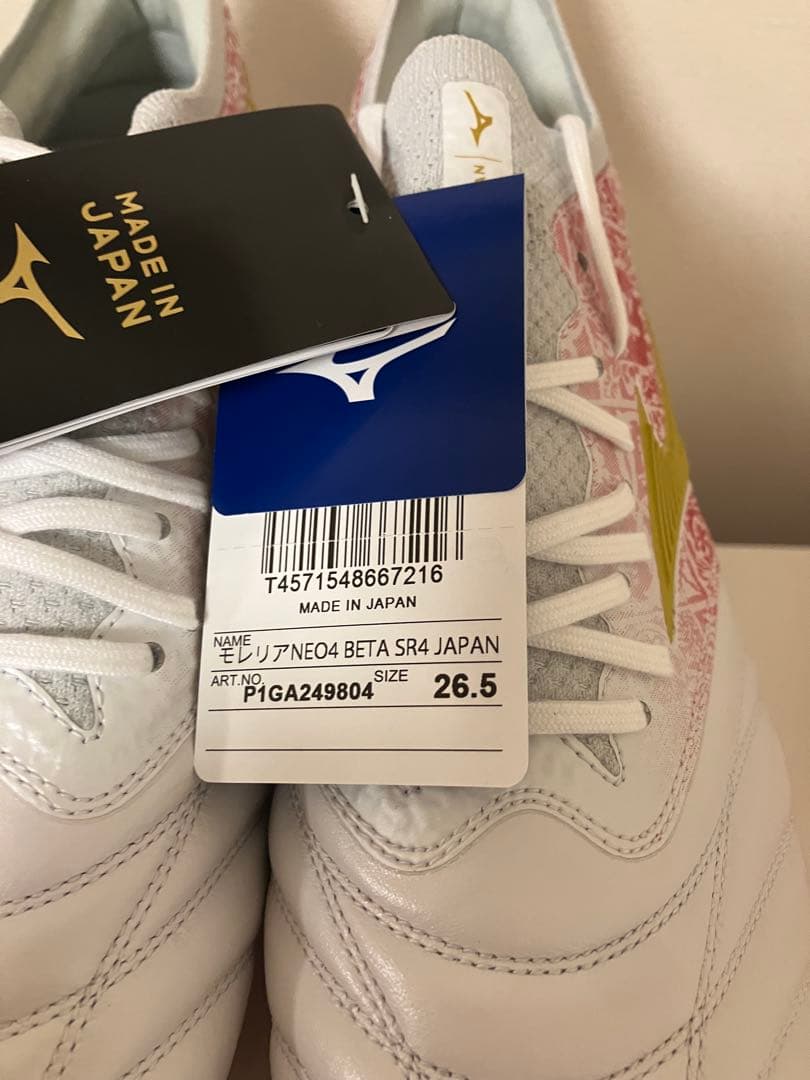 MADE IN
JAPAN
T4571548667216
MADE IN JAPAN
NAME
モレリアNEO4 BETA SR4 JAPAN
ART.NO. P1GA249804 SIZE 26.5